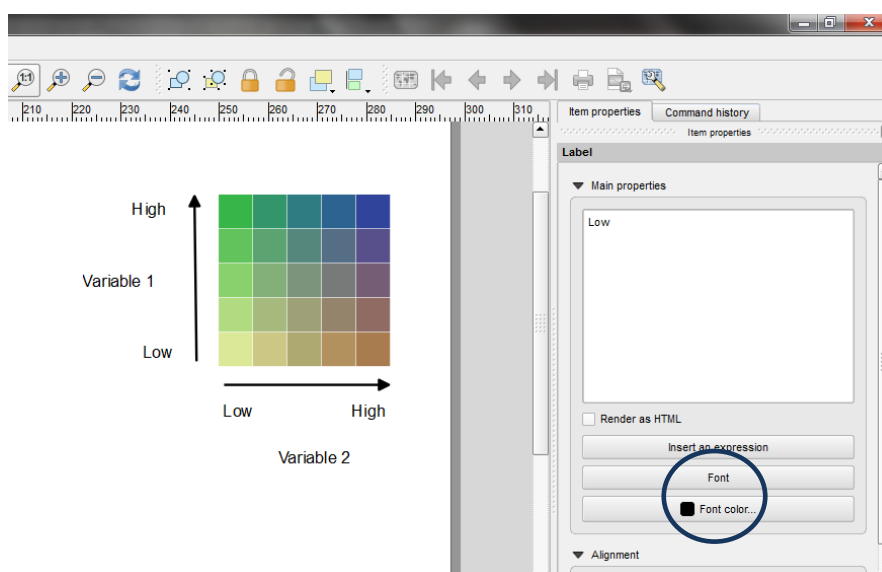 1:1
210 220 230 240 250 260 270 280 290 300 310
Item properties Command history
Item properties
Label
Main properties
Low
High
Variable 1
Low
Low High
Variable 2
Render as HTML
Insert an expression
Font
Font color...
Alignment